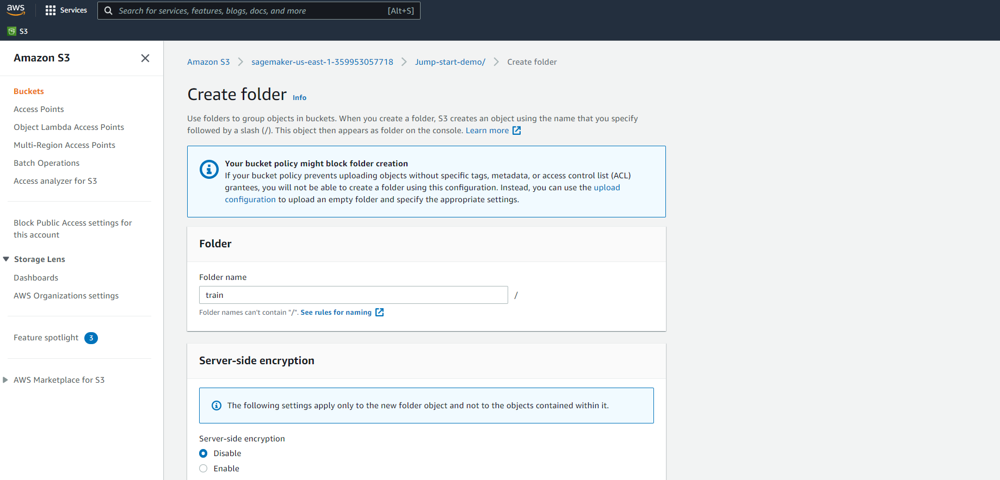 aws
Services
Search for services, features, blogs, docs, and more
[Alt+S]
S3
Amazon S3
Buckets
Access Points
Object Lambda Access Points
Multi-Region Access Points
Batch Operations
Access analyzer for S3
Block Public Access settings for
this account
Storage Lens
Dashboards
AWS Organizations settings
Feature spotlight 3
AWS Marketplace for S3
Amazon S3 > sagemaker-us-east-1-359953057718 > Jump-start-demo/ > Create folder
Create folder Info
Use folders to group objects in buckets. When you create a folder, S3 creates an object using the name that you specify
followed by a slash (/). This object then appears as folder on the console. Learn more
Your bucket policy might block folder creation
If your bucket policy prevents uploading objects without specific tags, metadata, or access control list (ACL)
grantees, you will not be able to create a folder using this configuration. Instead, you can use the upload
configuration to upload an empty folder and specify the appropriate settings.
Folder
Folder name
train /
Folder names can't contain "/". See rules for naming
Server-side encryption
The following settings apply only to the new folder object and not to the objects contained within it.
Server-side encryption
Disable
Enable